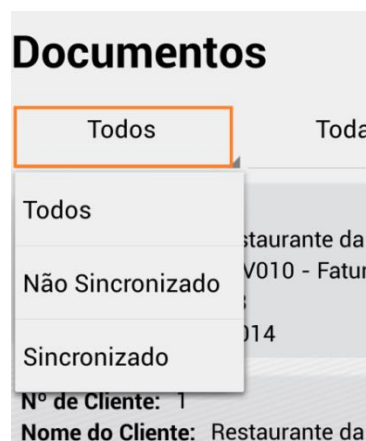 Documentos
Todos
Toda
Todos
staurante da
Não Sincronizado
V010 - Fatur
014
Sincronizado
Nº de Cliente: 1
Nome do Cliente: Restaurante da